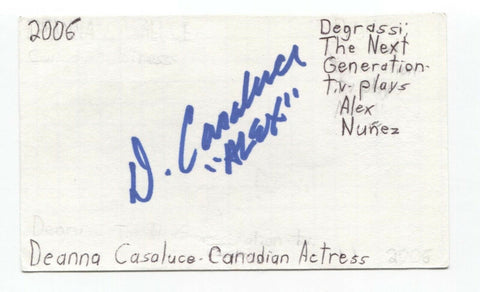 2006
Degrassi;
The Next
Generation-
t.v. plays
Alex
Nuñez
D. Casaluce
"ALEX"
Deanna Casaluce - Canadian Actress